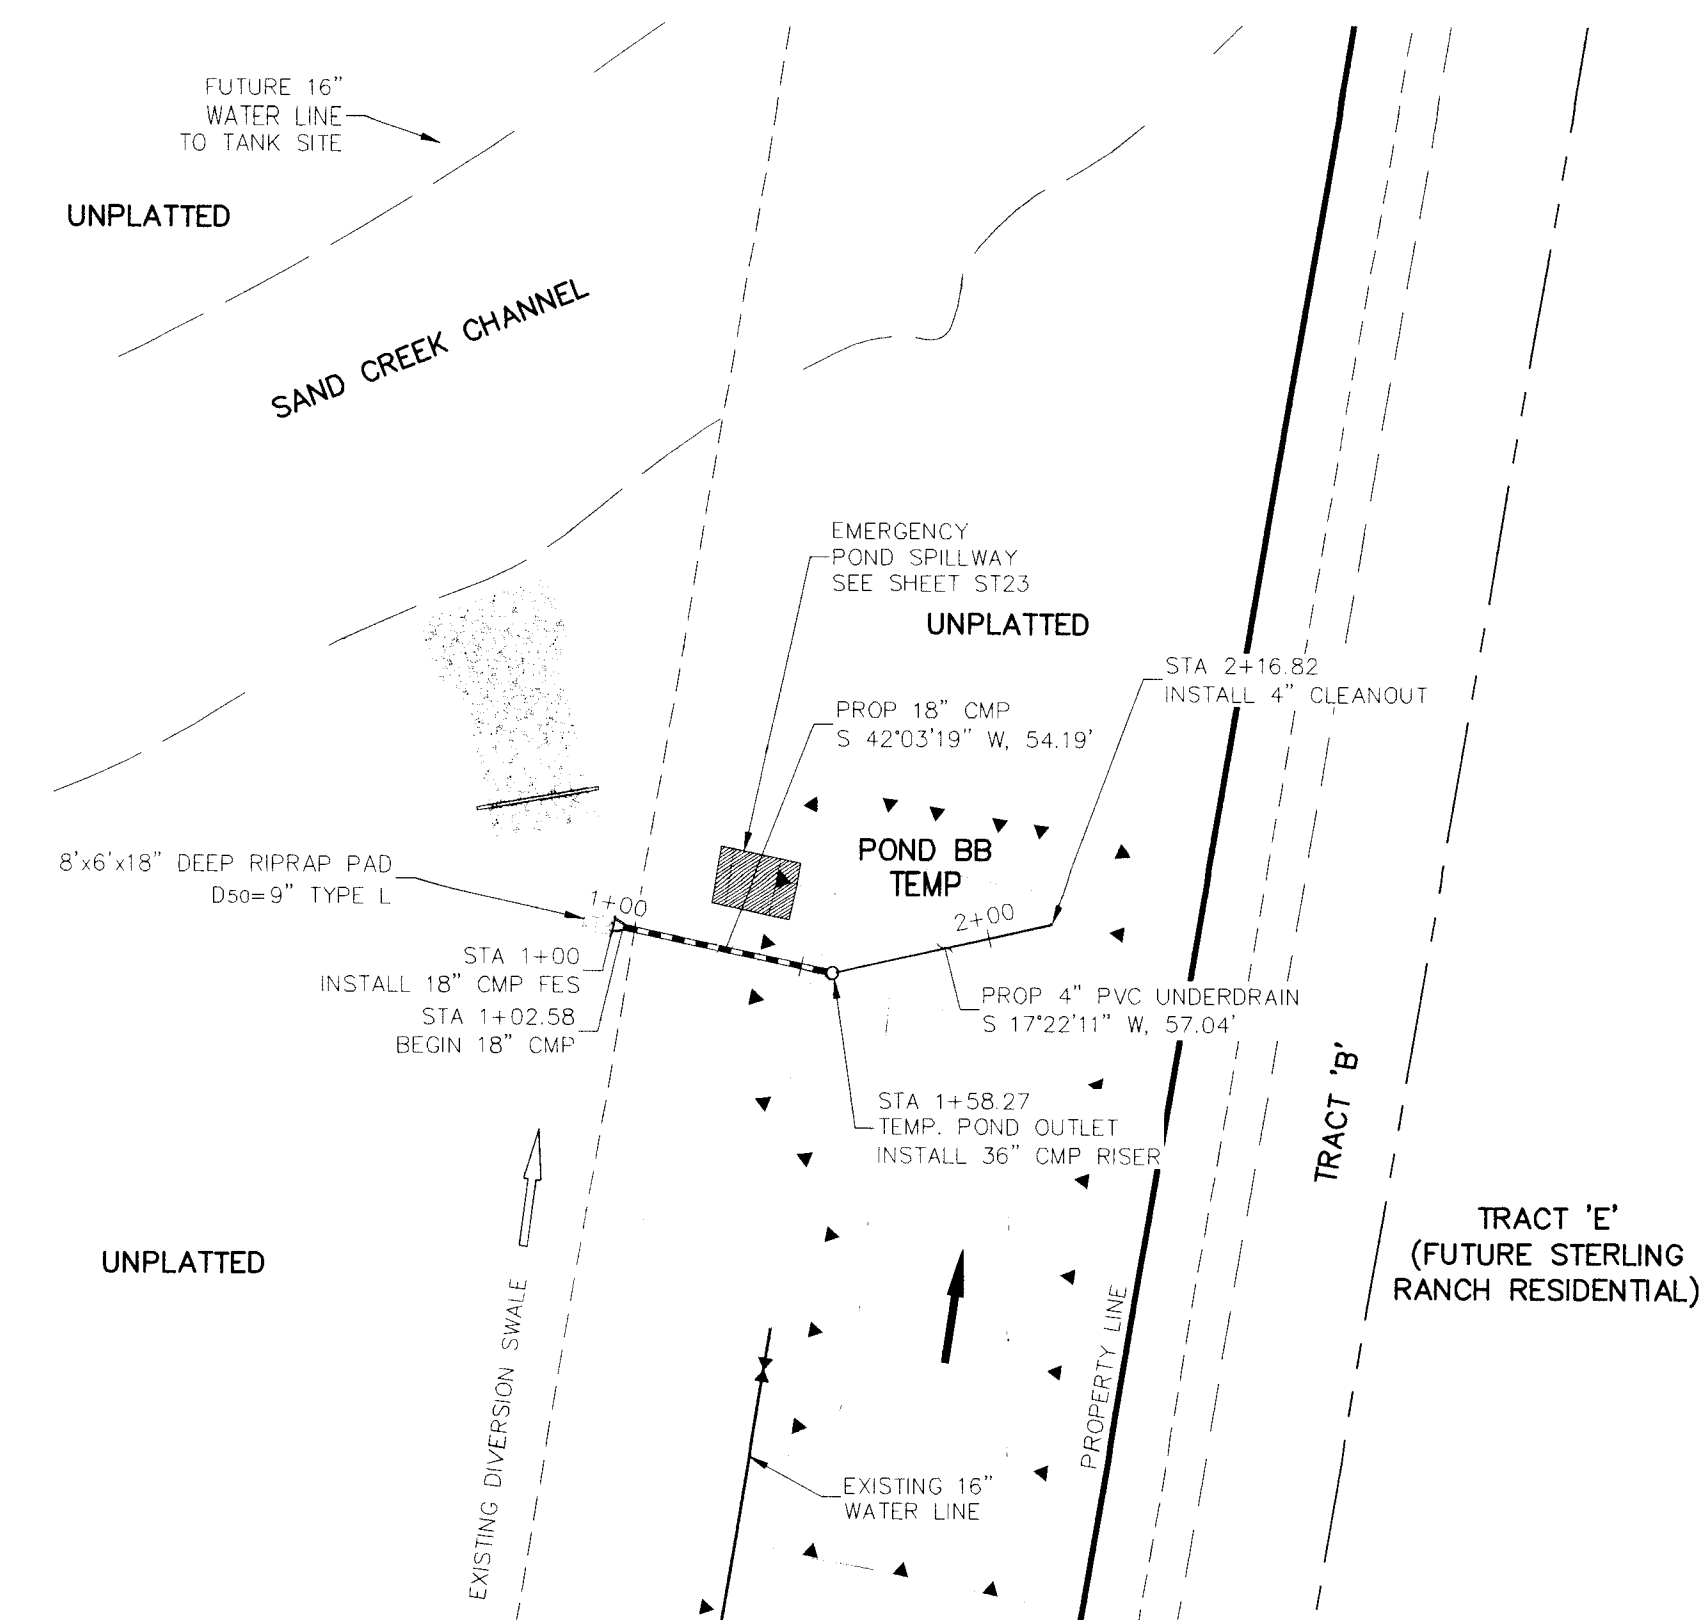 FUTURE 16"
WATER LINE
TO TANK SITE
UNPLATTED
SAND CREEK CHANNEL
EMERGENCY
POND SPILLWAY
SEE SHEET ST23
UNPLATTED
STA 2+16.82
INSTALL 4" CLEANOUT
PROP 18" CMP
S 42°03'19" W, 54.19'
8'x6'x18" DEEP RIPRAP PAD
D50=9" TYPE L
POND BB
TEMP
1+00
2+00
STA 1+00
INSTALL 18" CMP FES
STA 1+02.58
BEGIN 18" CMP
PROP 4" PVC UNDERDRAIN
S 17°22'11" W, 57.04'
STA 1+58.27
TEMP. POND OUTLET
INSTALL 36" CMP RISER
TRACT 'B'
TRACT 'E'
(FUTURE STERLING
RANCH RESIDENTIAL)
UNPLATTED
EXISTING DIVERSION SWALE
PROPERTY LINE
EXISTING 16"
WATER LINE